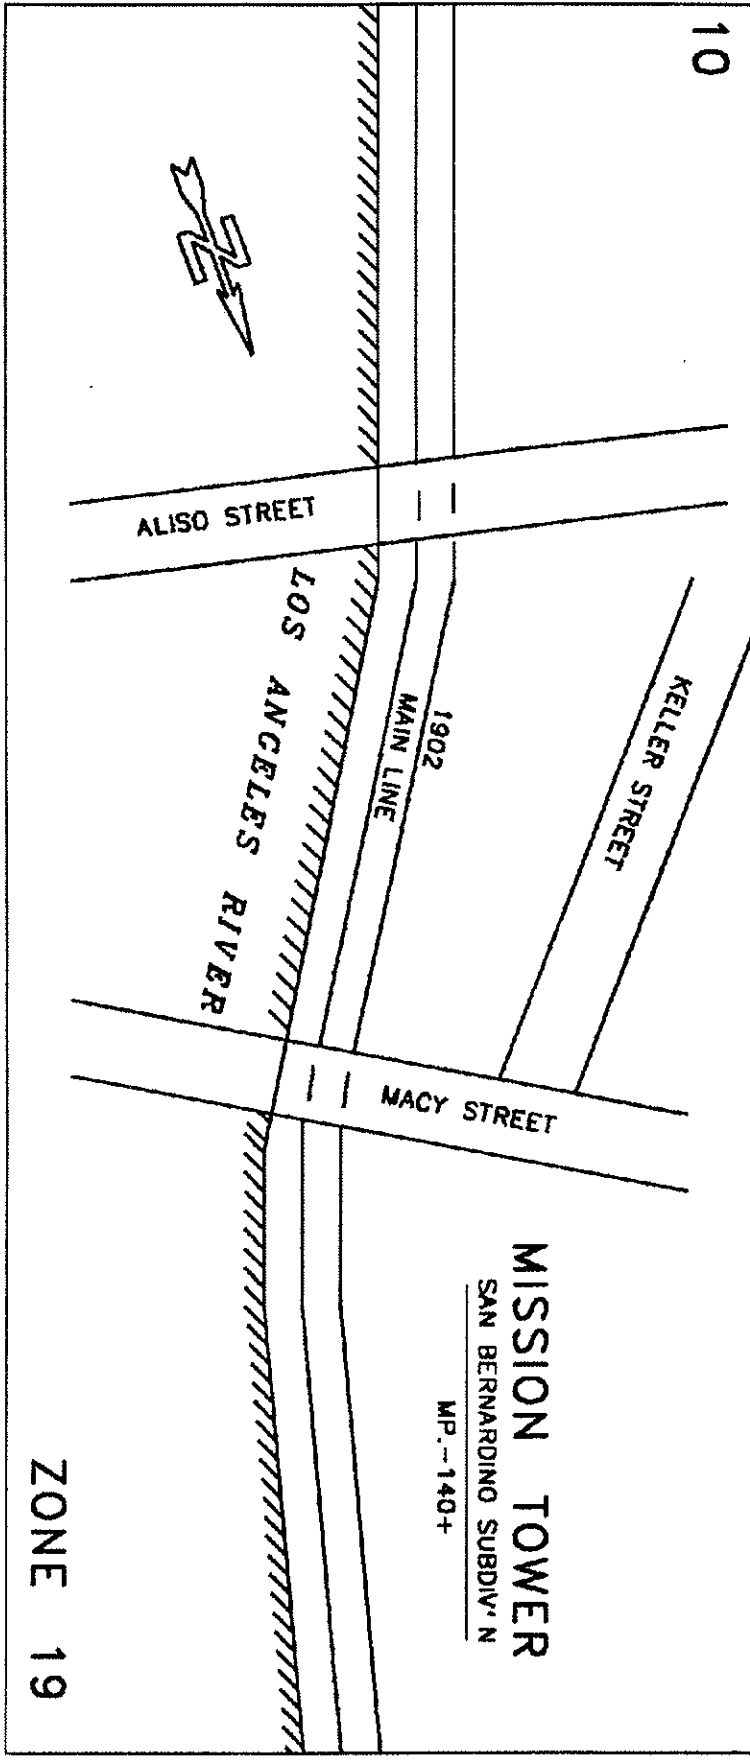 10
MISSION TOWER
SAN BERNARDINO SUBDIV'N
MP.--140+
KELLER STREET
1902
MAIN LINE
MACY STREET
ALISO STREET
LOS ANGELES RIVER
N
ZONE 19